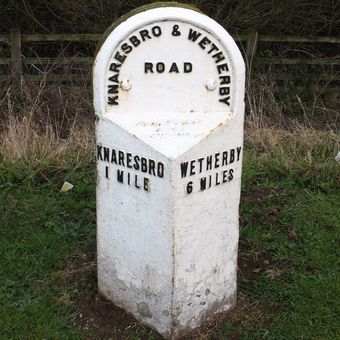 KNARESBRO & WETHERBY
ROAD
KNARESBRO
1 MILE
WETHERBY
6 MILES